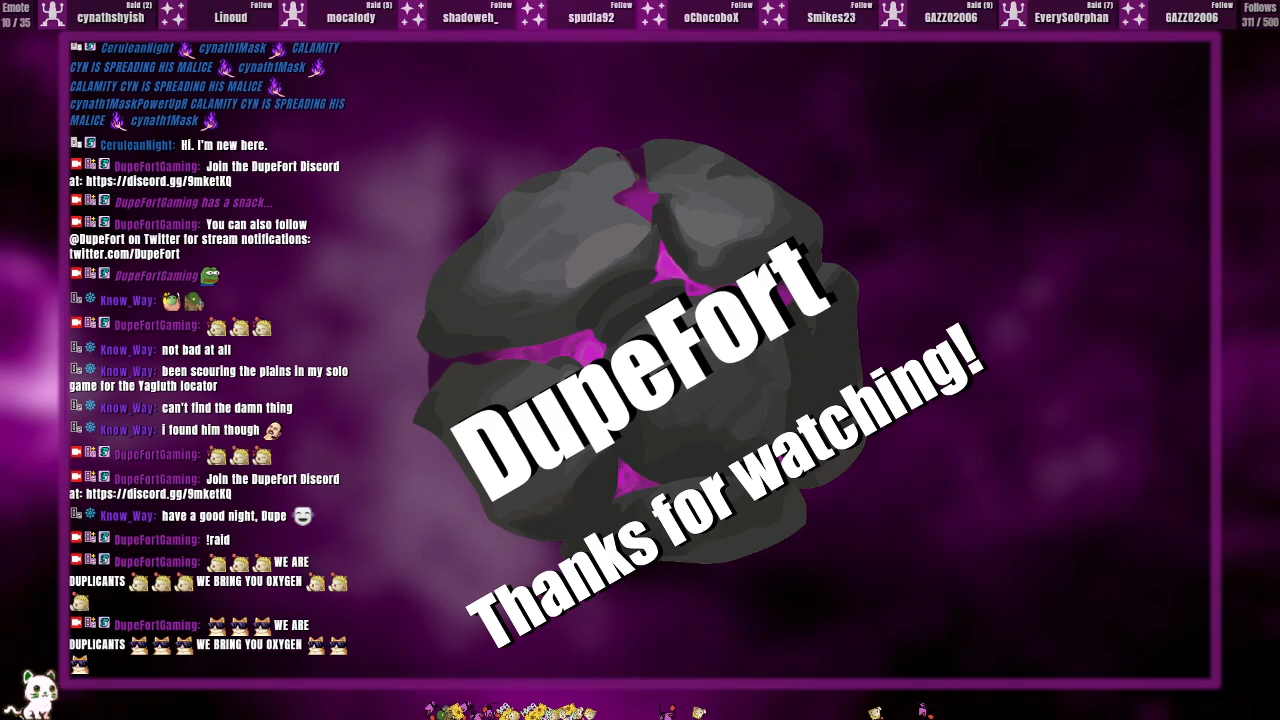 Emote
10 / 35
Raid (2)
cynathshyish
Follow
Linoud
Raid (5)
mocalody
Follow
shadoweh_
Follow
spudla92
Follow
oChocoboX
Follow
Smikes23
Raid (9)
GAZZ02006
Raid (7)
EverySoOrphan
Follow
GAZZ02006
Follows
311 / 500
CeruleanNight cynath1Mask CALAMITY
CYN IS SPREADING HIS MALICE cynath1Mask
CALAMITY CYN IS SPREADING HIS MALICE
cynath1MaskPowerUpR CALAMITY CYN IS SPREADING HIS
MALICE cynath1Mask
CeruleanNight: Hi. I'm new here.
DupeFortGaming: Join the DupeFort Discord
at: https://discord.gg/9mketKQ
DupeFortGaming has a snack...
DupeFortGaming: You can also follow
@DupeFort on Twitter for stream notifications:
twitter.com/DupeFort
DupeFortGaming
Know_Way:
DupeFortGaming:
Know_Way: not bad at all
Know_Way: been scouring the plains in my solo
game for the Yagluth locator
Know_Way: can't find the damn thing
Know_Way: i found him though
DupeFortGaming:
DupeFortGaming: Join the DupeFort Discord
at: https://discord.gg/9mketKQ
Know_Way: have a good night, Dupe
DupeFortGaming: !raid
DupeFortGaming: WE ARE
DUPLICANTS WE BRING YOU OXYGEN
DupeFortGaming: WE ARE
DUPLICANTS WE BRING YOU OXYGEN
DupeFort
Thanks for watching!